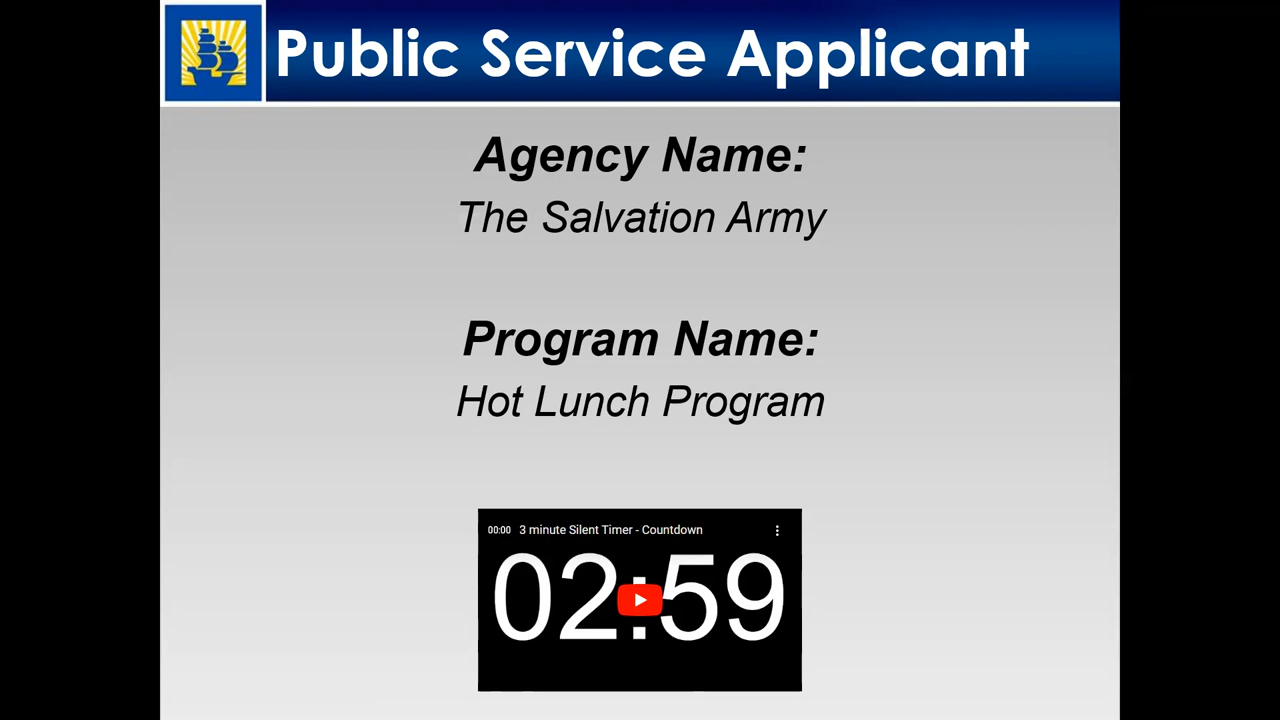 Public Service Applicant
Agency Name:
The Salvation Army
Program Name:
Hot Lunch Program
00:00 3 minute Silent Timer - Countdown
02:59